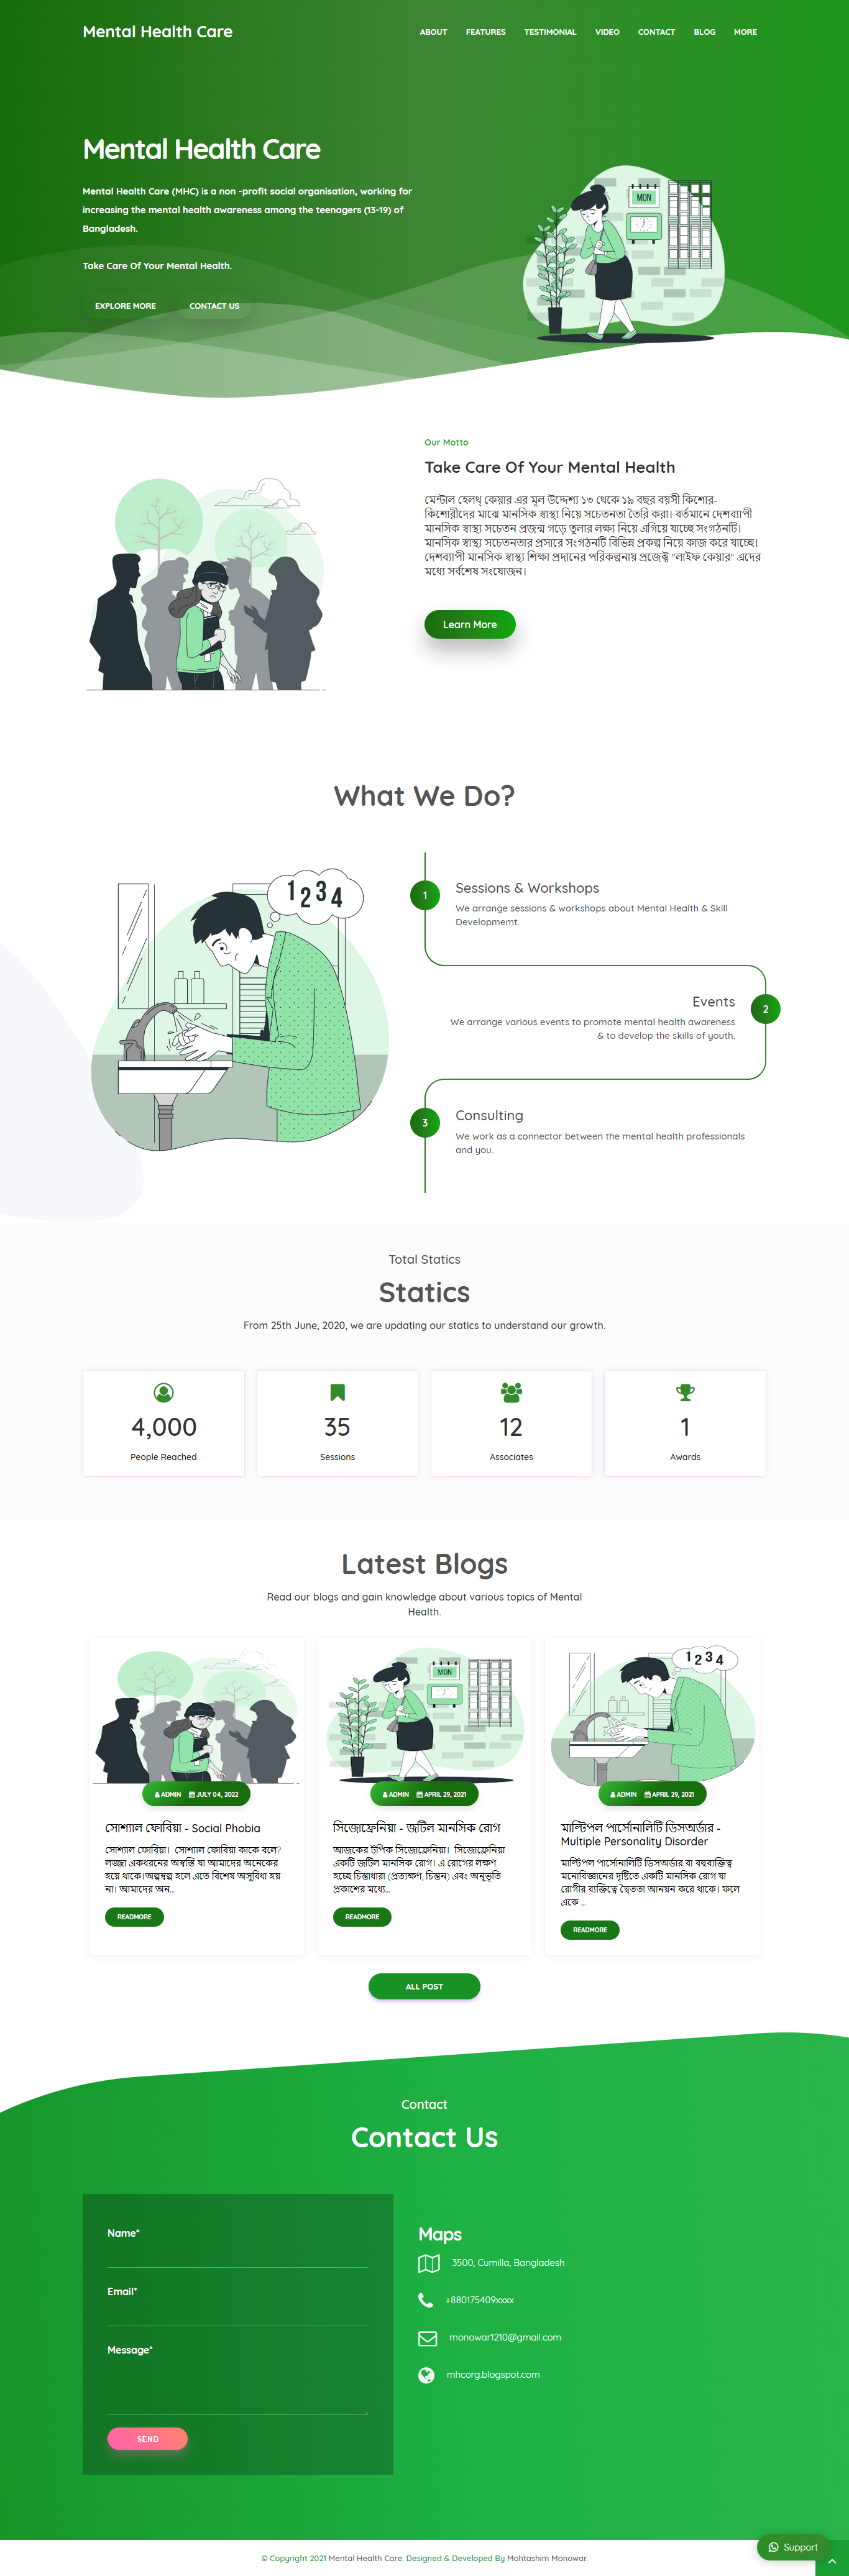 Mental Health Care
ABOUT FEATURES TESTIMONIAL VIDEO CONTACT BLOG MORE
Mental Health Care
Mental Health Care (MHC) is a non -profit social organisation, working for
increasing the mental health awareness among the teenagers (13-19) of
Bangladesh.
Take Care Of Your Mental Health.
EXPLORE MORE CONTACT US
MON
Our Motto
Take Care Of Your Mental Health
মেন্টাল হেলথ্ কেয়ার এর মূল উদ্দেশ্য ১৩ থেকে ১৯ বছর বয়সী কিশোর-
কিশোরীদের মাঝে মানসিক স্বাস্থ্য নিয়ে সচেতনতা তৈরি করা। বর্তমানে দেশব্যাপী
মানসিক স্বাস্থ্য সচেতন প্রজন্ম গড়ে তুলার লক্ষ্য নিয়ে এগিয়ে যাচ্ছে সংগঠনটি।
মানসিক স্বাস্থ্য সচেতনতার প্রসারে সংগঠনটি বিভিন্ন প্রকল্প নিয়ে কাজ করে যাচ্ছে।
দেশব্যাপী মানসিক স্বাস্থ্য শিক্ষা প্রদানের পরিকল্পনায় প্রজেক্ট "লাইফ কেয়ার" এদের
মধ্যে সর্বশেষ সংযোজন।
Learn More
What We Do?
1 2 3 4
1
Sessions & Workshops
We arrange sessions & workshops about Mental Health & Skill
Developmemt.
Events
2
We arrange various events to promote mental health awareness
& to develop the skills of youth.
3
Consulting
We work as a connector between the mental health professionals
and you.
Total Statics
Statics
From 25th June, 2020, we are updating our statics to understand our growth.
4,000 35 12 1
People Reached Sessions Associates Awards
Latest Blogs
Read our blogs and gain knowledge about various topics of Mental
Health.
ADMIN JULY 04, 2022
সোশ্যাল ফোবিয়া - Social Phobia
সোশ্যাল ফোবিয়া। সোশ্যাল ফোবিয়া কাকে বলে?
লজ্জা একধরনের অস্বস্তি যা আমাদের অনেকের
হয়ে থাকে।অল্পস্বল্প হলে এতে বিশেষ অসুবিধা হয়
না। আমাদের অন...
READMORE
MON
ADMIN APRIL 29, 2021
সিজোফ্রেনিয়া - জটিল মানসিক রোগ
আজকের টপিক সিজোফ্রেনিয়া। সিজোফ্রেনিয়া
একটি জটিল মানসিক রোগ। এ রোগের লক্ষণ
হচ্ছে চিন্তাধারা (প্রত্যক্ষণ, চিন্তন) এবং অনুভূতি
প্রকাশের মধ্যে...
READMORE
1 2 3 4
ADMIN APRIL 29, 2021
মাল্টিপল পার্সোনালিটি ডিসঅর্ডার -
Multiple Personality Disorder
মাল্টিপল পার্সোনালিটি ডিসঅর্ডার বা বহুব্যক্তিত্ব
মনোবিজ্ঞানের দৃষ্টিতে একটি মানসিক রোগ যা
রোগীর ব্যক্তিত্বে দ্বৈততা আনয়ন করে থাকে। ফলে
একে ...
READMORE
ALL POST
Contact
Contact Us
Name*
Email*
Message*
SEND
Maps
3500, Cumilla, Bangladesh
+880175409xxxx
monowar1210@gmail.com
mhcorg.blogspot.com
Support
© Copyright 2021 Mental Health Care. Designed & Developed By Mohtashim Monowar.